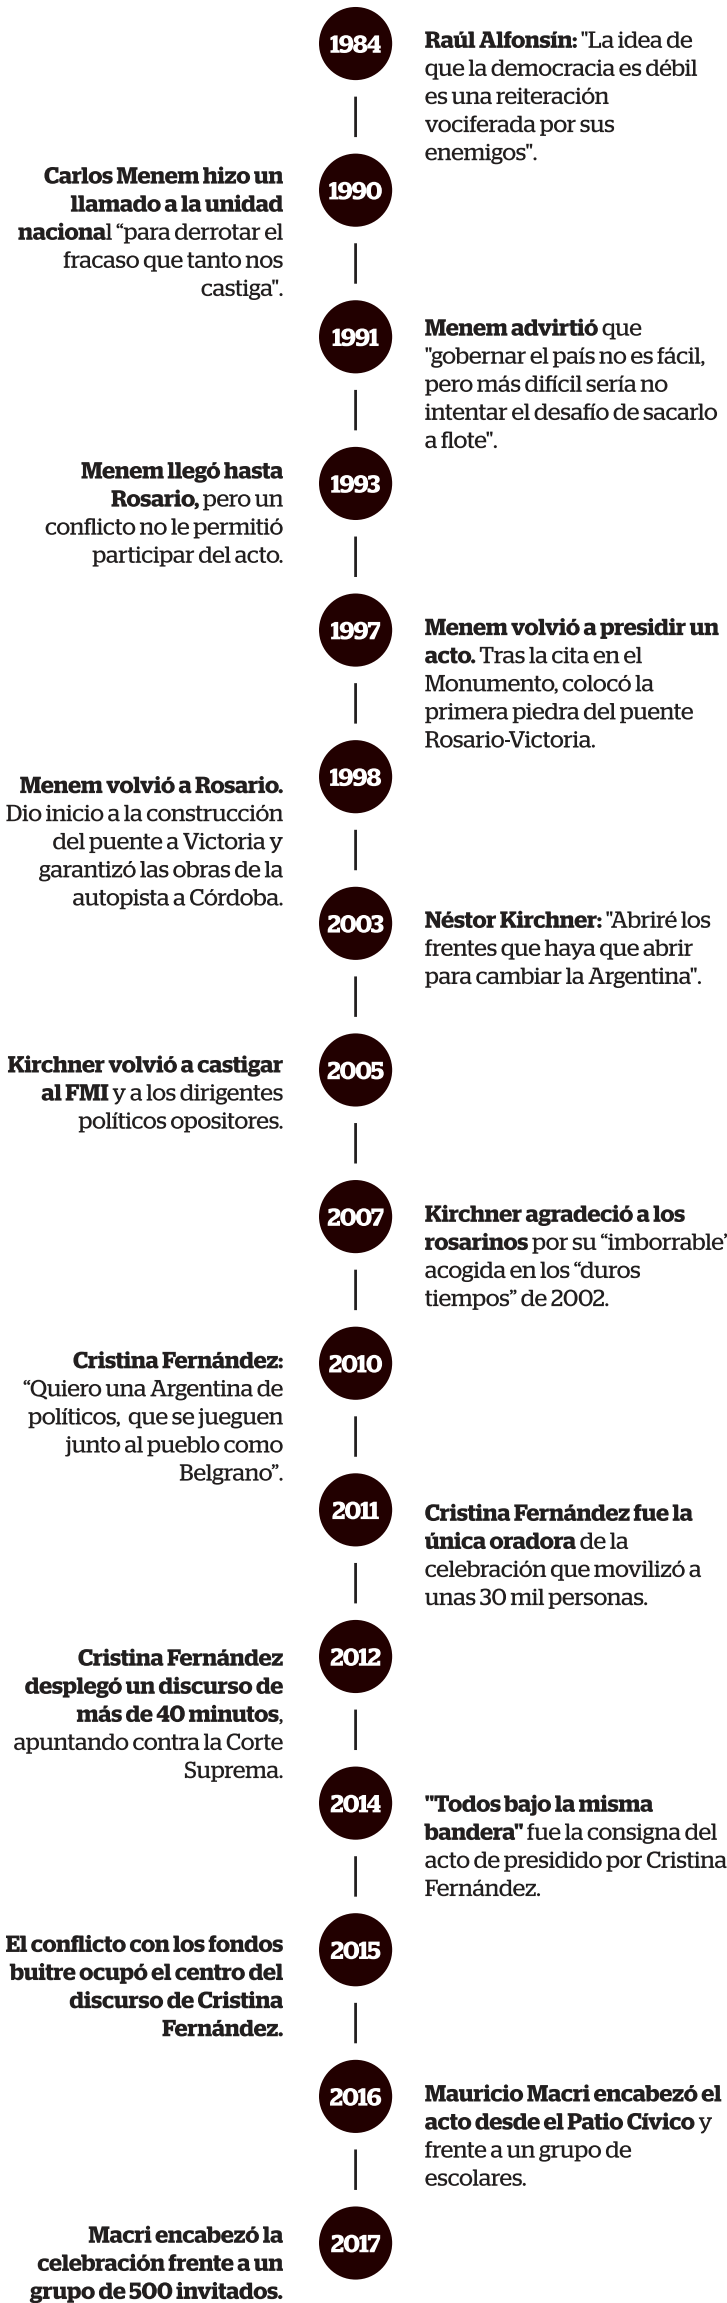 1984
Raúl Alfonsín: "La idea de
que la democracia es débil
es una reiteración
vociferada por sus
enemigos".
Carlos Menem hizo un
llamado a la unidad
nacional “para derrotar el
fracaso que tanto nos
castiga".
1990
1991
Menem advirtió que
"gobernar el país no es fácil,
pero más difícil sería no
intentar el desafío de sacarlo
a flote".
Menem llegó hasta
Rosario, pero un
conflicto no le permitió
participar del acto.
1993
1997
Menem volvió a presidir un
acto. Tras la cita en el
Monumento, colocó la
primera piedra del puente
Rosario-Victoria.
Menem volvió a Rosario.
Dio inicio a la construcción
del puente a Victoria y
garantizó las obras de la
autopista a Córdoba.
1998
2003
Néstor Kirchner: "Abriré los
frentes que haya que abrir
para cambiar la Argentina".
Kirchner volvió a castigar
al FMI y a los dirigentes
políticos opositores.
2005
2007
Kirchner agradeció a los
rosarinos por su “imborrable”
acogida en los “duros
tiempos” de 2002.
Cristina Fernández:
“Quiero una Argentina de
políticos, que se jueguen
junto al pueblo como
Belgrano”.
2010
2011
Cristina Fernández fue la
única oradora de la
celebración que movilizó a
unas 30 mil personas.
Cristina Fernández
desplegó un discurso de
más de 40 minutos,
apuntando contra la Corte
Suprema.
2012
2014
"Todos bajo la misma
bandera" fue la consigna del
acto de presidido por Cristina
Fernández.
El conflicto con los fondos
buitre ocupó el centro del
discurso de Cristina
Fernández.
2015
2016
Mauricio Macri encabezó el
acto desde el Patio Cívico y
frente a un grupo de
escolares.
Macri encabezó la
celebración frente a un
grupo de 500 invitados.
2017